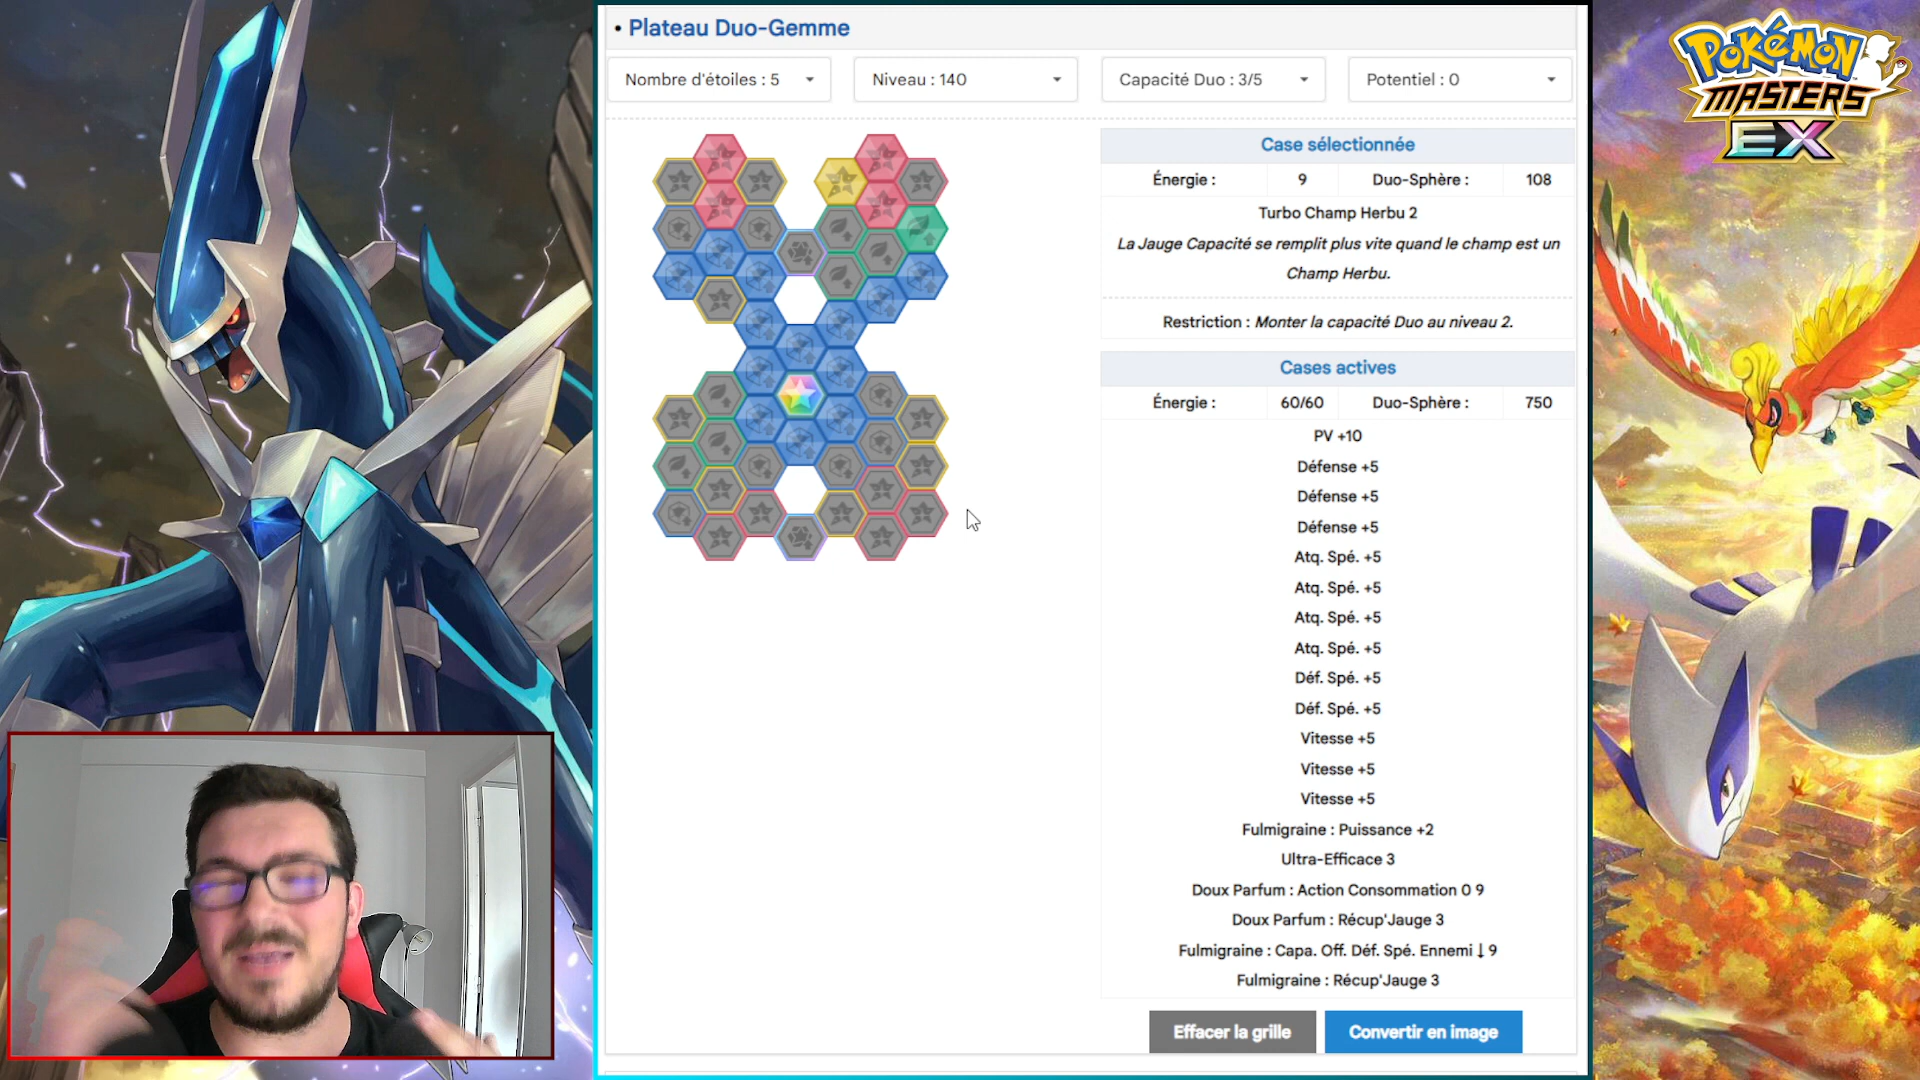 • Plateau Duo-Gemme
Nombre d'étoiles : 5
Niveau : 140
Capacité Duo : 3/5
Potentiel : 0
Case sélectionnée
Énergie : 9 Duo-Sphère : 108
Turbo Champ Herbu 2
La Jauge Capacité se remplit plus vite quand le champ est un
Champ Herbu.
Restriction : Monter la capacité Duo au niveau 2.
Cases actives
Énergie : 60/60 Duo-Sphère : 750
PV +10
Défense +5
Défense +5
Défense +5
Atq. Spé. +5
Atq. Spé. +5
Atq. Spé. +5
Atq. Spé. +5
Déf. Spé. +5
Déf. Spé. +5
Vitesse +5
Vitesse +5
Vitesse +5
Fulmigraine : Puissance +2
Ultra-Efficace 3
Doux Parfum : Action Consommation 0 9
Doux Parfum : Récup'Jauge 3
Fulmigraine : Capa. Off. Déf. Spé. Ennemi ↓ 9
Fulmigraine : Récup'Jauge 3
Effacer la grille
Convertir en image
POKéMON
MASTERS
EX